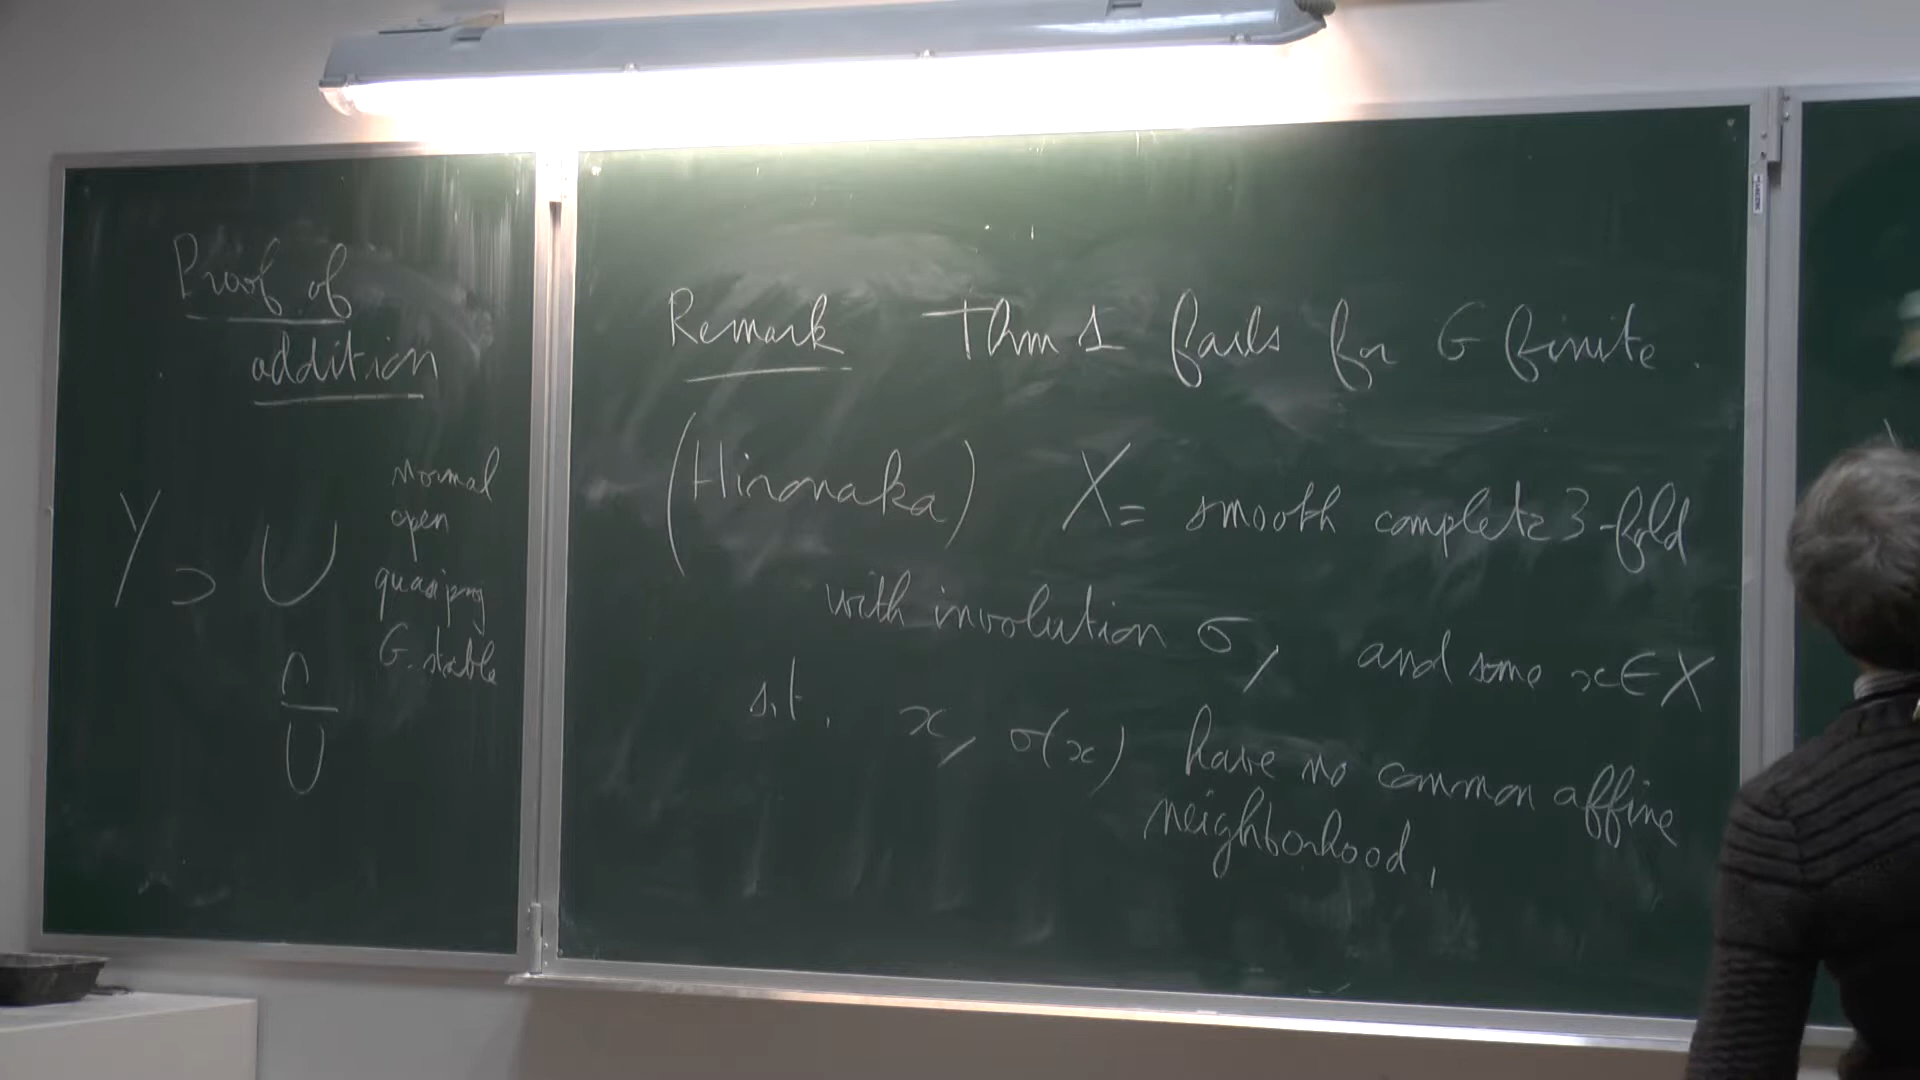 Proof of
addition
Y ⊃ U
normal
open
quasiproj
G-stable
∩
U
Remark Thm 1 fails for G finite.
(Hironaka) X = smooth complete 3-fold
with involution σ, and some x ∈ X
s.t. x, σ(x) have no common affine
neighborhood,